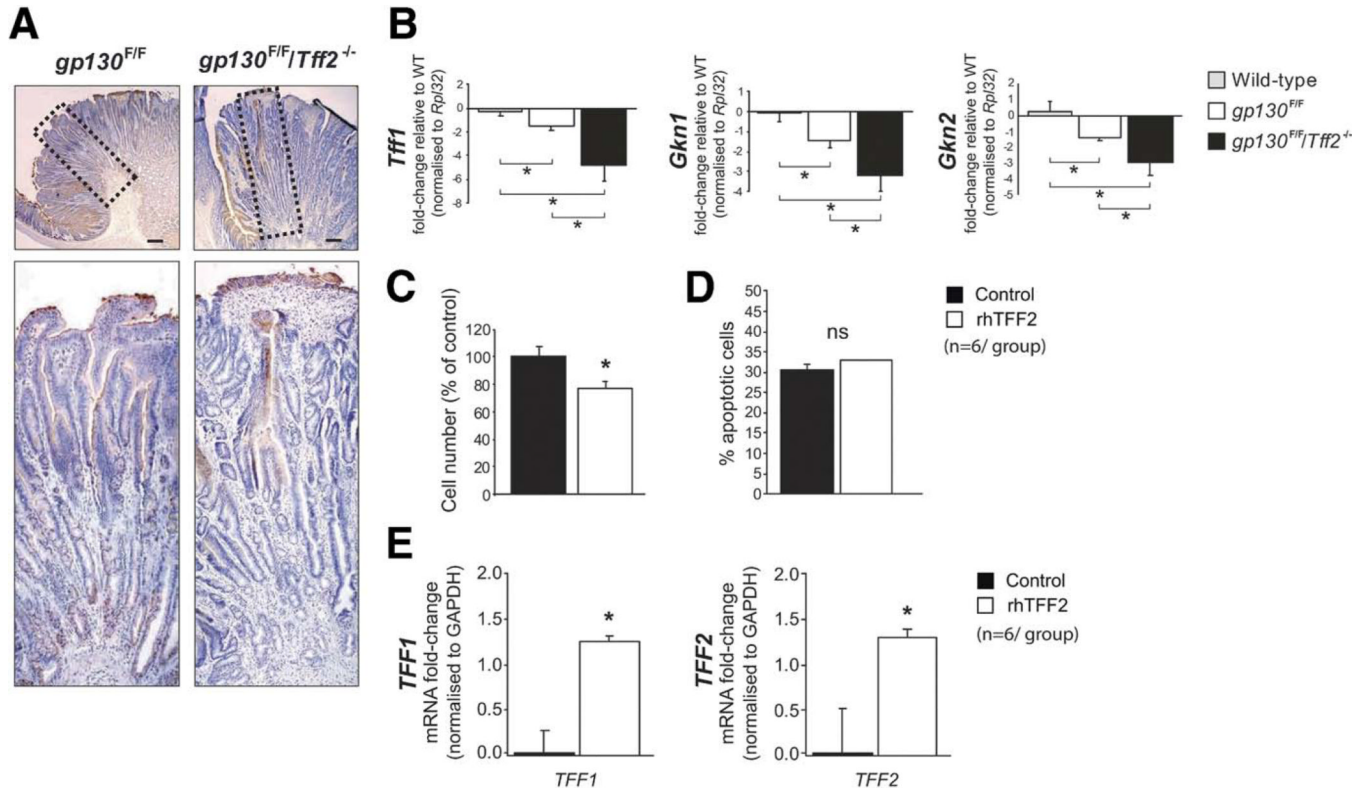 A
gp130F/F
gp130F/F/Tff2-/-
B
Tff1
fold-change relative to WT
(normalised to Rpl32)
2
0
-2
-4
-6
-8
*
*
*
Gkn1
fold-change relative to WT
(normalised to Rpl32)
1
0
-1
-2
-3
-4
*
*
*
Gkn2
fold-change relative to WT
(normalised to Rpl32)
2
1
0
-1
-2
-3
-4
-5
*
*
*
Wild-type
gp130F/F
gp130F/F/Tff2-/-
C
Cell number (% of control)
120
100
80
60
40
20
0
*
D
% apoptotic cells
50
45
40
35
30
25
20
15
10
5
0
ns
Control
rhTFF2
(n=6/ group)
E
TFF1
mRNA fold-change
(normalised to GAPDH)
2.0
1.5
1.0
0.5
0.0
*
TFF1
TFF2
mRNA fold-change
(normalised to GAPDH)
2.0
1.5
1.0
0.5
0.0
*
TFF2
Control
rhTFF2
(n=6/ group)